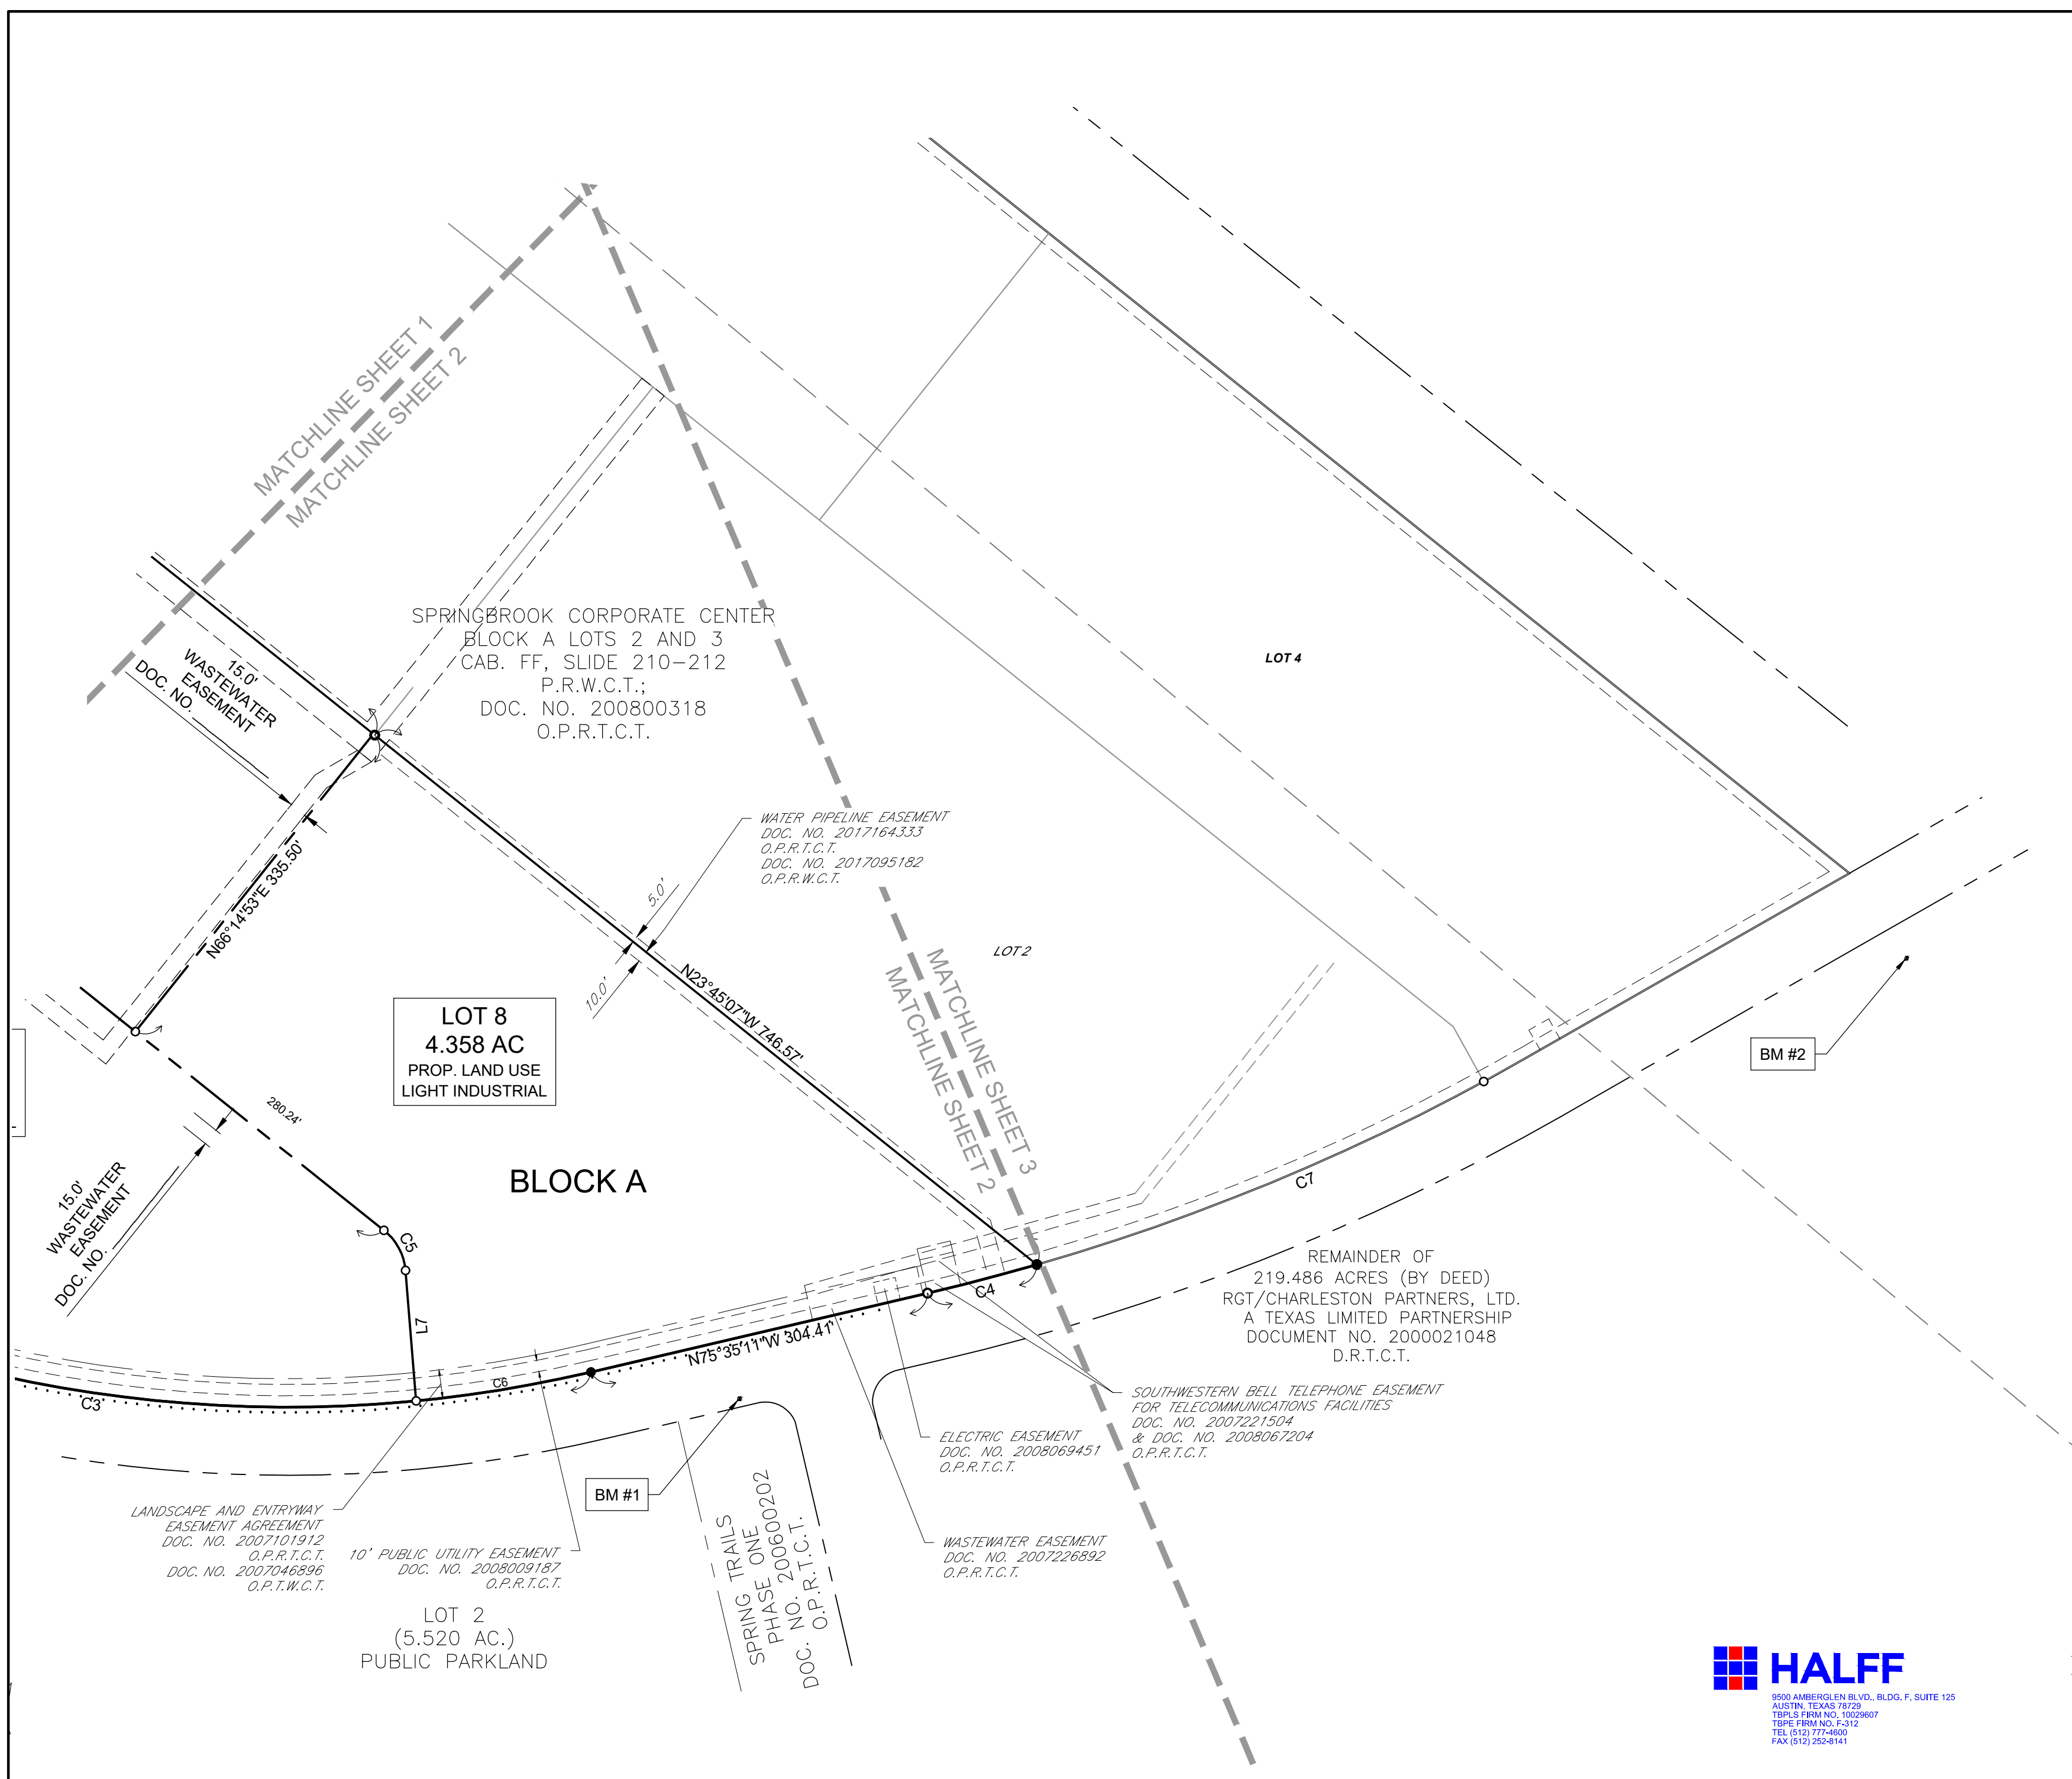 MATCHLINE SHEET 1
MATCHLINE SHEET 2
SPRINGBROOK CORPORATE CENTER
BLOCK A LOTS 2 AND 3
CAB. FF, SLIDE 210-212
P.R.W.C.T.;
DOC. NO. 200800318
O.P.R.T.C.T.
LOT 4
15.0'
WASTEWATER
EASEMENT
DOC. NO.
WATER PIPELINE EASEMENT
DOC. NO. 2017164333
O.P.R.T.C.T.
DOC. NO. 2017095182
O.P.R.W.C.T.
N66°14'53"E 335.50'
5.0'
10.0'
N23°45'07"W 746.57'
LOT 2
MATCHLINE SHEET 3
MATCHLINE SHEET 2
LOT 8
4.358 AC
PROP. LAND USE
LIGHT INDUSTRIAL
BM #2
280.24'
BLOCK A
15.0'
WASTEWATER
EASEMENT
DOC. NO.
C5
C7
L7
C4
REMAINDER OF
219.486 ACRES (BY DEED)
RGT/CHARLESTON PARTNERS, LTD.
A TEXAS LIMITED PARTNERSHIP
DOCUMENT NO. 2000021048
D.R.T.C.T.
N75°35'11"W 304.41'
C6
C3
SOUTHWESTERN BELL TELEPHONE EASEMENT
FOR TELECOMMUNICATIONS FACILITIES
DOC. NO. 2007221504
& DOC. NO. 2008067204
O.P.R.T.C.T.
ELECTRIC EASEMENT
DOC. NO. 2008069451
O.P.R.T.C.T.
BM #1
LANDSCAPE AND ENTRYWAY
EASEMENT AGREEMENT
DOC. NO. 2007101912
O.P.R.T.C.T.
DOC. NO. 2007046896
O.P.T.W.C.T.
10' PUBLIC UTILITY EASEMENT
DOC. NO. 2008009187
O.P.R.T.C.T.
WASTEWATER EASEMENT
DOC. NO. 2007226892
O.P.R.T.C.T.
SPRING TRAILS
PHASE ONE
DOC. NO. 200600202
O.P.R.T.C.T.
LOT 2
(5.520 AC.)
PUBLIC PARKLAND
HALFF
9500 AMBERGLEN BLVD., BLDG. F, SUITE 125
AUSTIN, TEXAS 78729
TBPLS FIRM NO. 10029607
TBPE FIRM NO. F-312
TEL (512) 777-4600
FAX (512) 252-8141